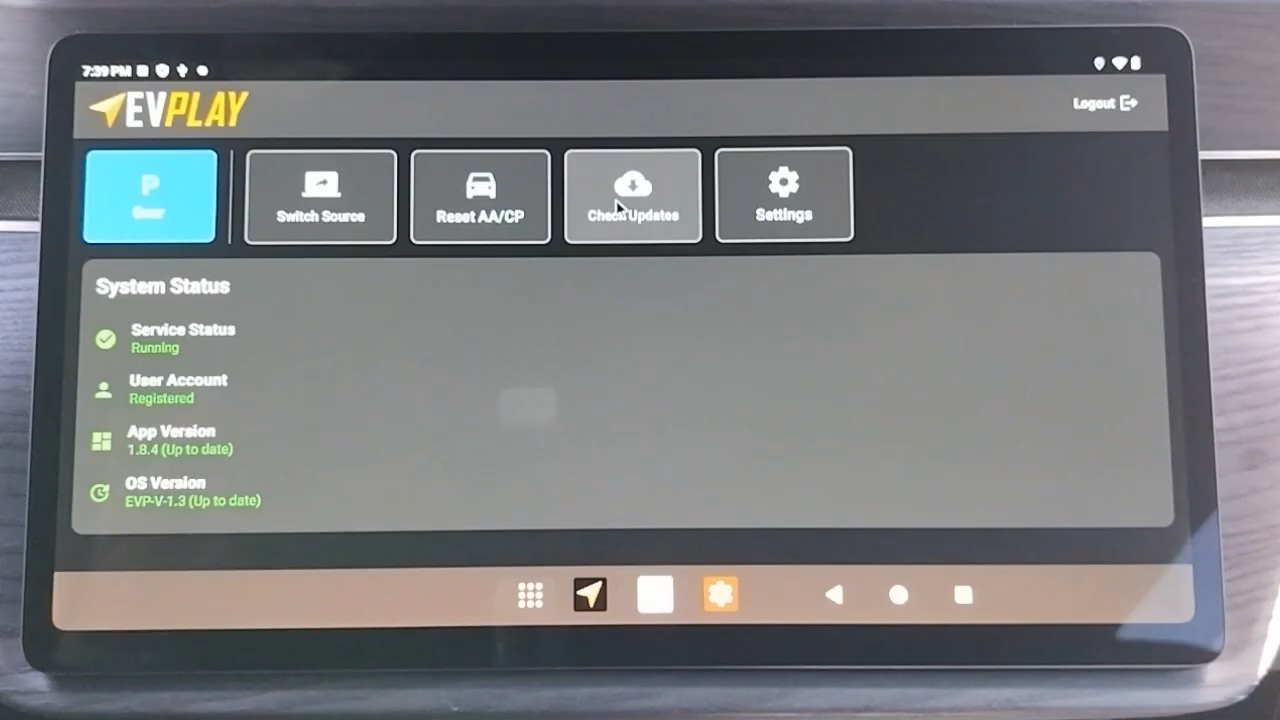 7:39 PM
EVPLAY
Logout
P
Gear
Switch Source
Reset AA/CP
Check Updates
Settings
System Status
Service Status
Running
User Account
Registered
App Version
1.8.4 (Up to date)
OS Version
EVP-V-1.3 (Up to date)